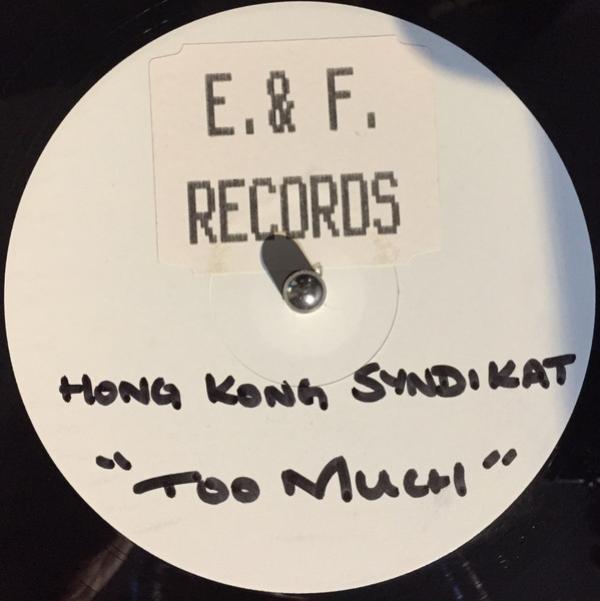 E. & F.
RECORDS
HONG KONG SYNDIKAT
"TOO MUCH"